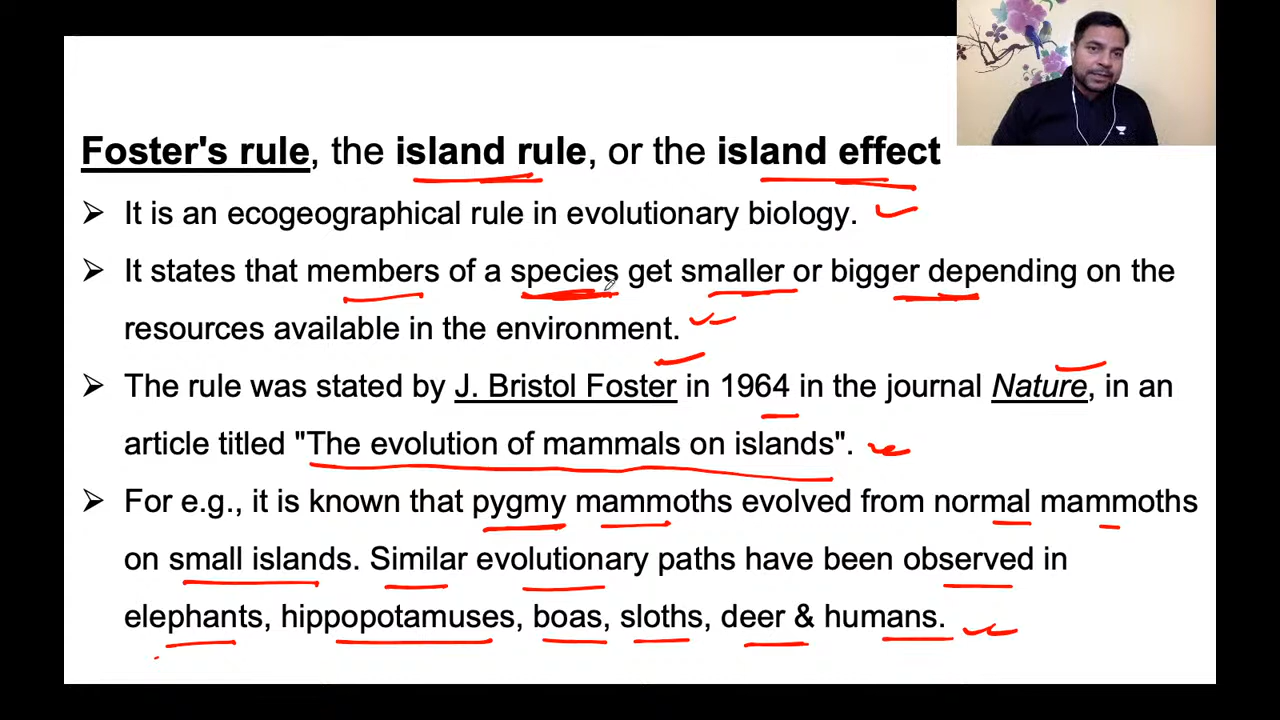 Foster's rule, the island rule, or the island effect
➢ It is an ecogeographical rule in evolutionary biology.
➢ It states that members of a species get smaller or bigger depending on the
resources available in the environment.
➢ The rule was stated by J. Bristol Foster in 1964 in the journal Nature, in an
article titled "The evolution of mammals on islands".
➢ For e.g., it is known that pygmy mammoths evolved from normal mammoths
on small islands. Similar evolutionary paths have been observed in
elephants, hippopotamuses, boas, sloths, deer & humans.